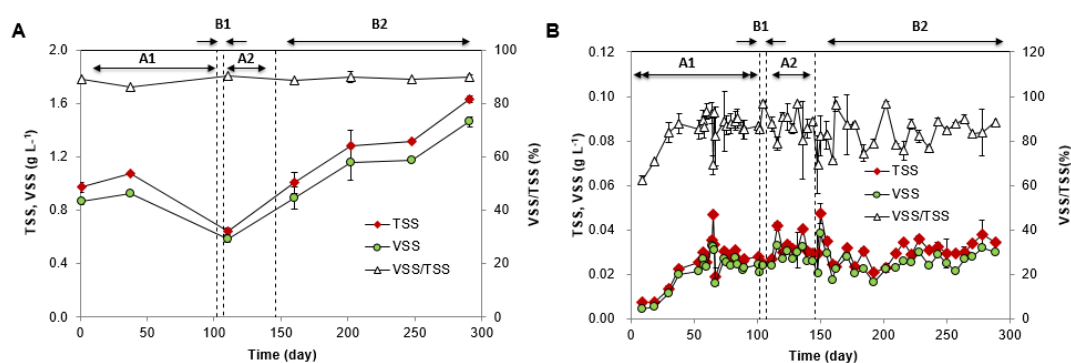 A
B1
B2
A1
A2
2.0
1.6
1.2
0.8
0.4
0.0
TSS, VSS (g L⁻¹)
100
80
60
40
20
0
VSS/TSS (%)
TSS
VSS
VSS/TSS
0
50
100
150
200
250
300
Time (day)
B
B1
B2
A1
A2
0.12
0.10
0.08
0.06
0.04
0.02
0.00
TSS, VSS (g L⁻¹)
120
100
80
60
40
20
0
VSS/TSS(%)
TSS
VSS
VSS/TSS
0
50
100
150
200
250
300
Time (day)